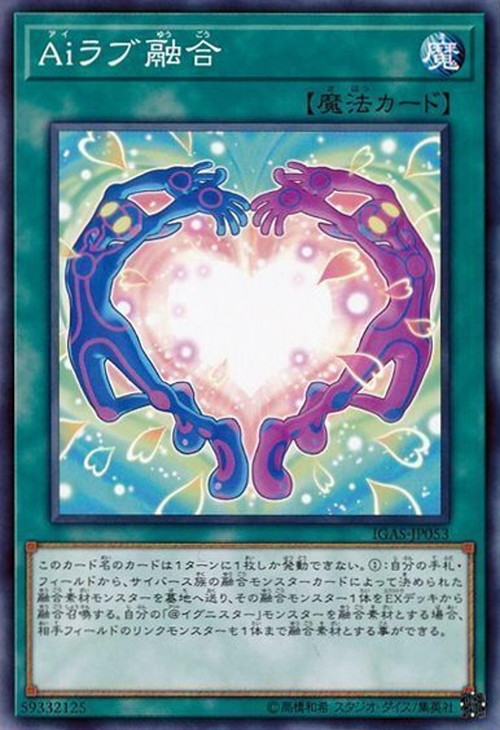 Aiラブ融合
アイ ゆう ごう
魔
【魔法カード】
IGAS-JP053
このカード名のカードは1ターンに1枚しか発動できない。①:自分の手札・
フィールドから、サイバース族の融合モンスターカードによって決められた
融合素材モンスターを墓地へ送り、その融合モンスター1体をEXデッキから
融合召喚する。自分の「@イグニスター」モンスターを融合素材とする場合、
相手フィールドのリンクモンスターも1体まで融合素材とする事ができる。
59332125
©高橋和希 スタジオ・ダイス/集英社